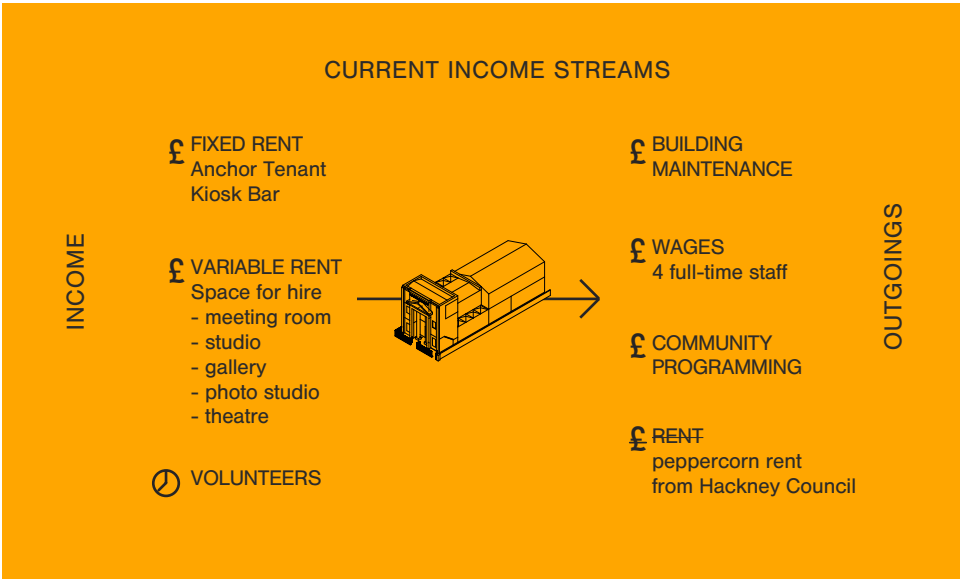 CURRENT INCOME STREAMS
INCOME
£ FIXED RENT
Anchor Tenant
Kiosk Bar
£ VARIABLE RENT
Space for hire
- meeting room
- studio
- gallery
- photo studio
- theatre
VOLUNTEERS
£ BUILDING
MAINTENANCE
£ WAGES
4 full-time staff
£ COMMUNITY
PROGRAMMING
£ RENT
peppercorn rent
from Hackney Council
OUTGOINGS